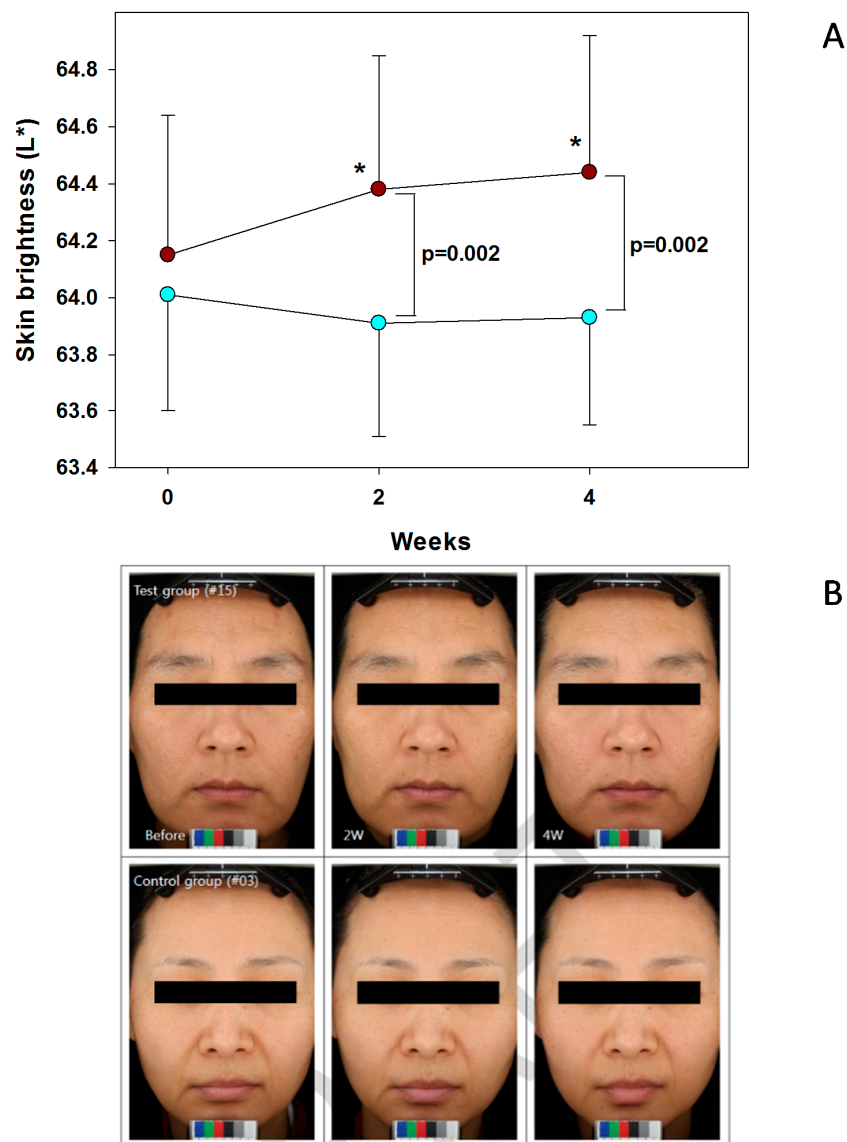 A
Skin brightness (L*)
64.8
64.6
64.4
64.2
64.0
63.8
63.6
63.4
*
*
p=0.002
p=0.002
0
2
4
Weeks
B
Test group (#15)
Before
2W
4W
Control group (#03)